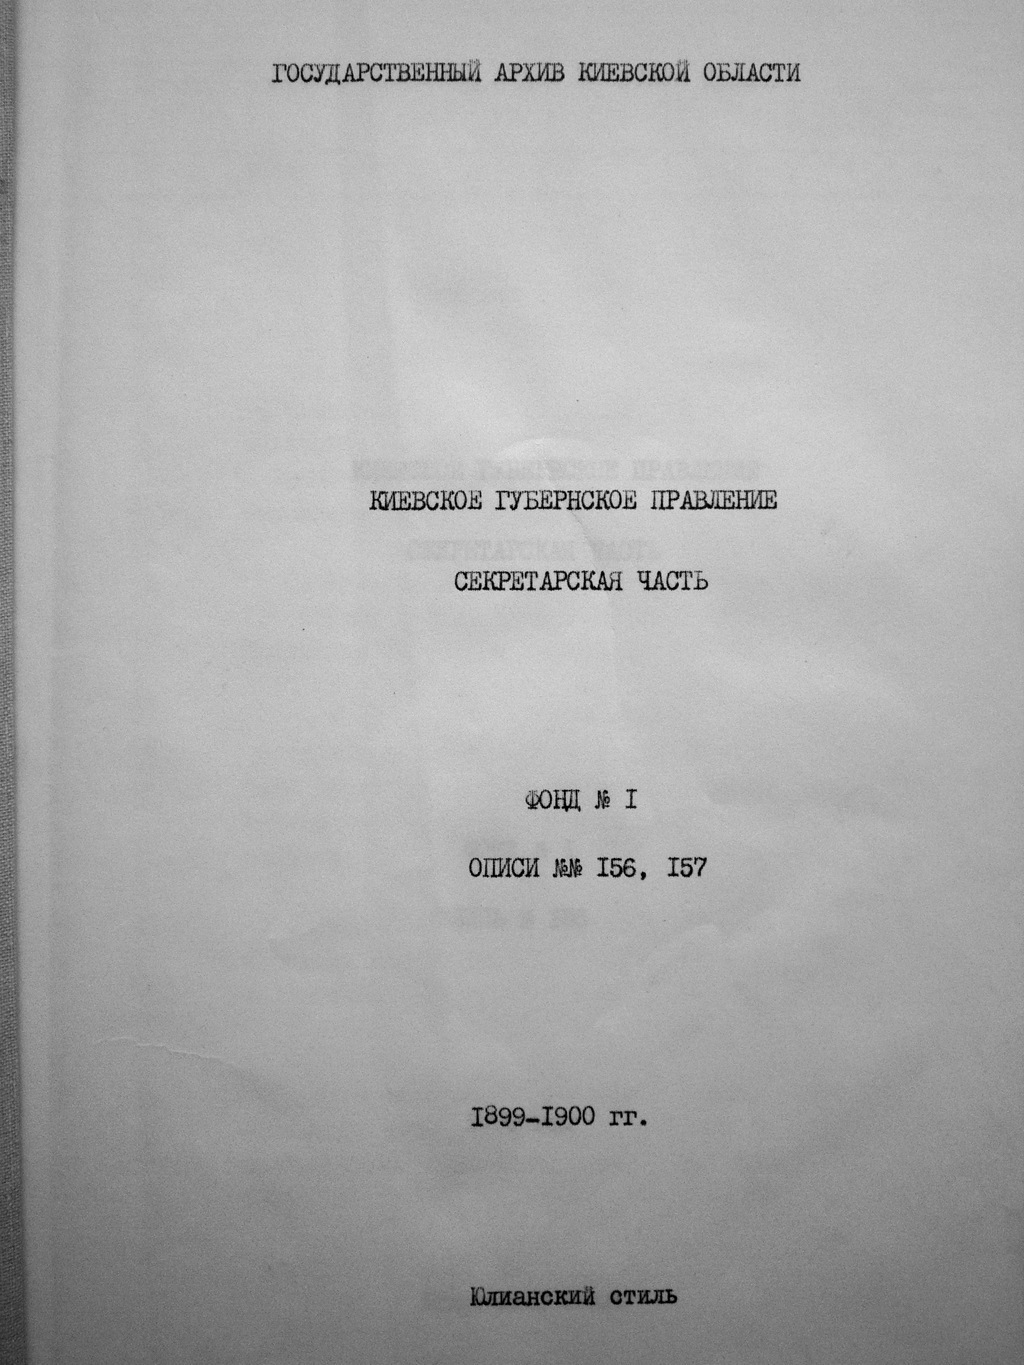 ГОСУДАРСТВЕННЫЙ АРХИВ КИЕВСКОЙ ОБЛАСТИ
КИЕВСКОЕ ГУБЕРНСКОЕ ПРАВЛЕНИЕ
СЕКРЕТАРСКАЯ ЧАСТЬ
ФОНД № I
ОПИСИ №№ I56, I57
I899-I900 гг.
Юлианский стиль